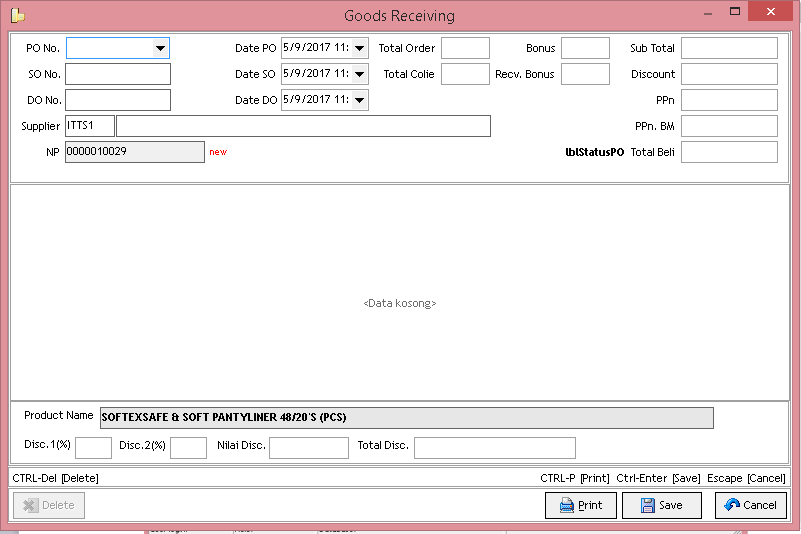 Goods Receiving
PO No. Date PO 5/9/2017 11: Total Order Bonus Sub Total
SO No. Date SO 5/9/2017 11: Total Colie Recv. Bonus Discount
DO No. Date DO 5/9/2017 11: PPn
Supplier ITTS1 PPn. BM
NP 0000010029 new lblStatusPO Total Beli
<Data kosong>
Product Name SOFTEXSAFE & SOFT PANTYLINER 48/20'S (PCS)
Disc.1(%) Disc.2(%) Nilai Disc. Total Disc.
CTRL-Del [Delete] CTRL-P [Print] Ctrl-Enter [Save] Escape [Cancel]
Delete Print Save Cancel